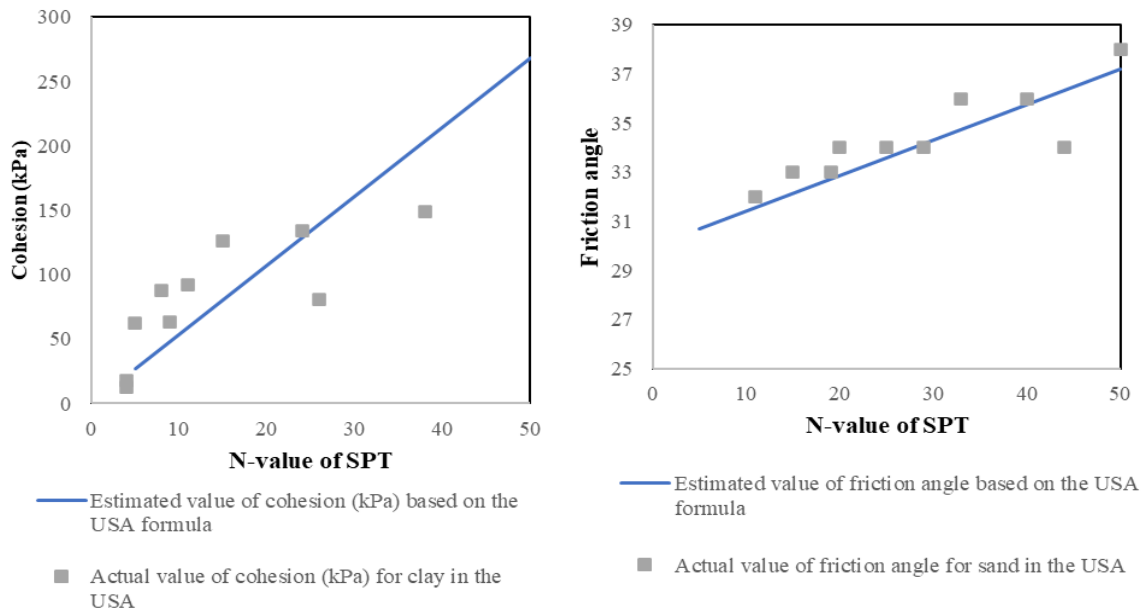 300
250
200
150
100
50
0
Cohesion (kPa)
0 10 20 30 40 50
N-value of SPT
Estimated value of cohesion (kPa) based on the
USA formula
Actual value of cohesion (kPa) for clay in the
USA
39
37
35
33
31
29
27
25
Friction angle
0 10 20 30 40 50
N-value of SPT
Estimated value of friction angle based on the USA
formula
Actual value of friction angle for sand in the USA